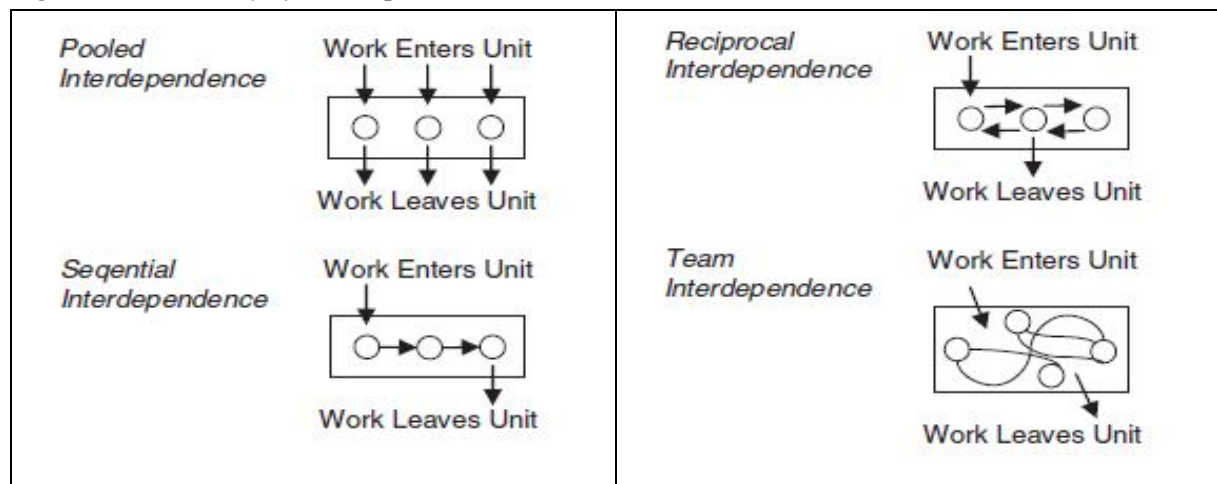 Pooled
Interdependence
Work Enters Unit
Work Leaves Unit
Seqential
Interdependence
Work Enters Unit
Work Leaves Unit
Reciprocal
Interdependence
Work Enters Unit
Work Leaves Unit
Team
Interdependence
Work Enters Unit
Work Leaves Unit